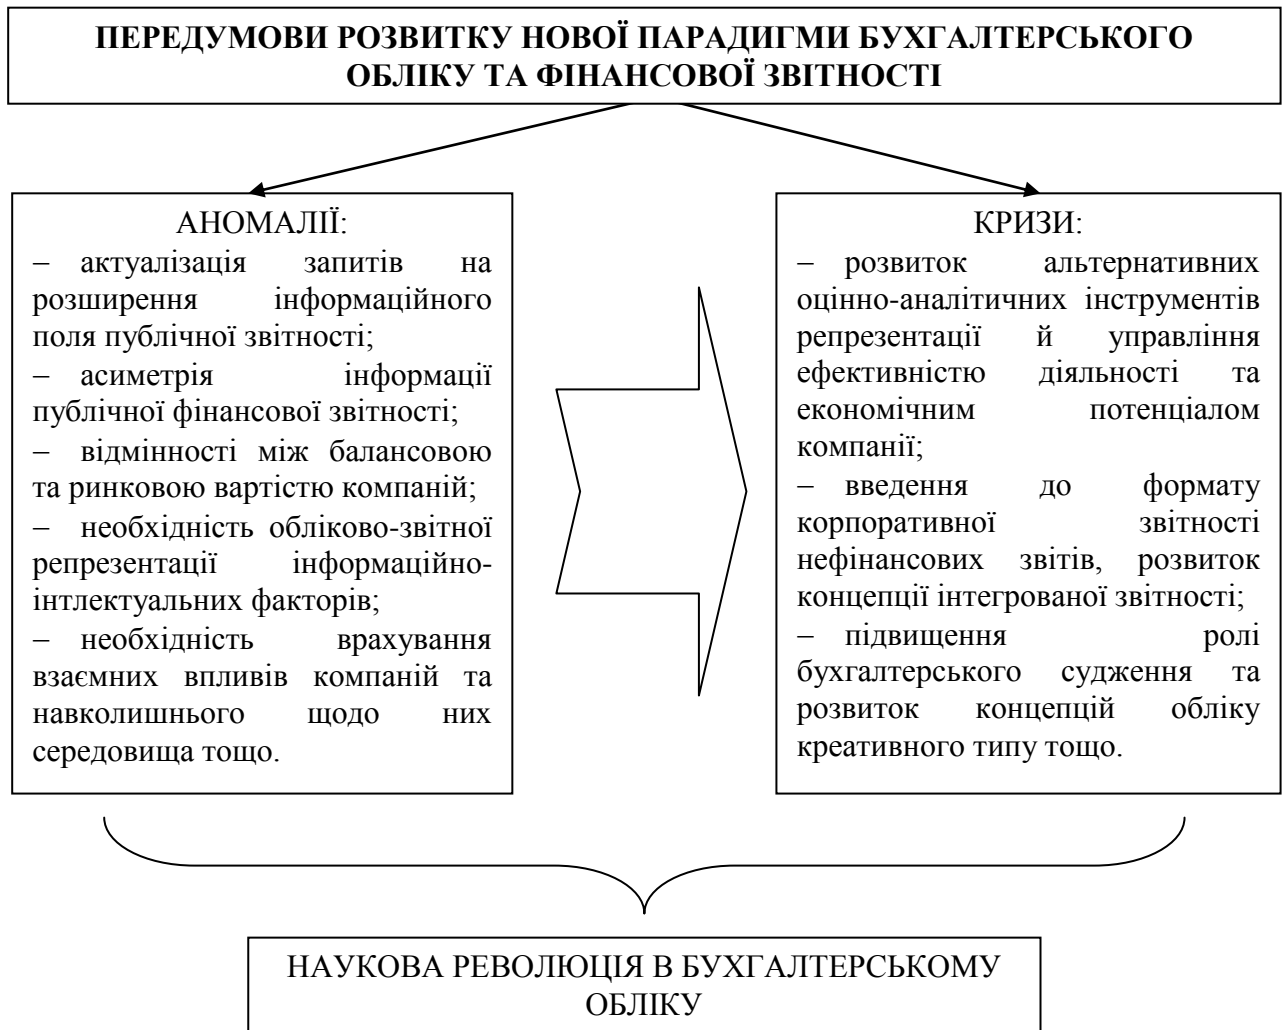 ПЕРЕДУМОВИ РОЗВИТКУ НОВОЇ ПАРАДИГМИ БУХГАЛТЕРСЬКОГО
ОБЛІКУ ТА ФІНАНСОВОЇ ЗВІТНОСТІ
АНОМАЛІЇ:
– актуалізація запитів на
розширення інформаційного
поля публічної звітності;
– асиметрія інформації
публічної фінансової звітності;
– відмінності між балансовою
та ринковою вартістю компаній;
– необхідність обліково-звітної
репрезентації інформаційно-
інтлектуальних факторів;
– необхідність врахування
взаємних впливів компаній та
навколишнього щодо них
середовища тощо.
КРИЗИ:
– розвиток альтернативних
оцінно-аналітичних інструментів
репрезентації й управління
ефективністю діяльності та
економічним потенціалом
компанії;
– введення до формату
корпоративної звітності
нефінансових звітів, розвиток
концепції інтегрованої звітності;
– підвищення ролі
бухгалтерського судження та
розвиток концепцій обліку
креативного типу тощо.
НАУКОВА РЕВОЛЮЦІЯ В БУХГАЛТЕРСЬКОМУ
ОБЛІКУ